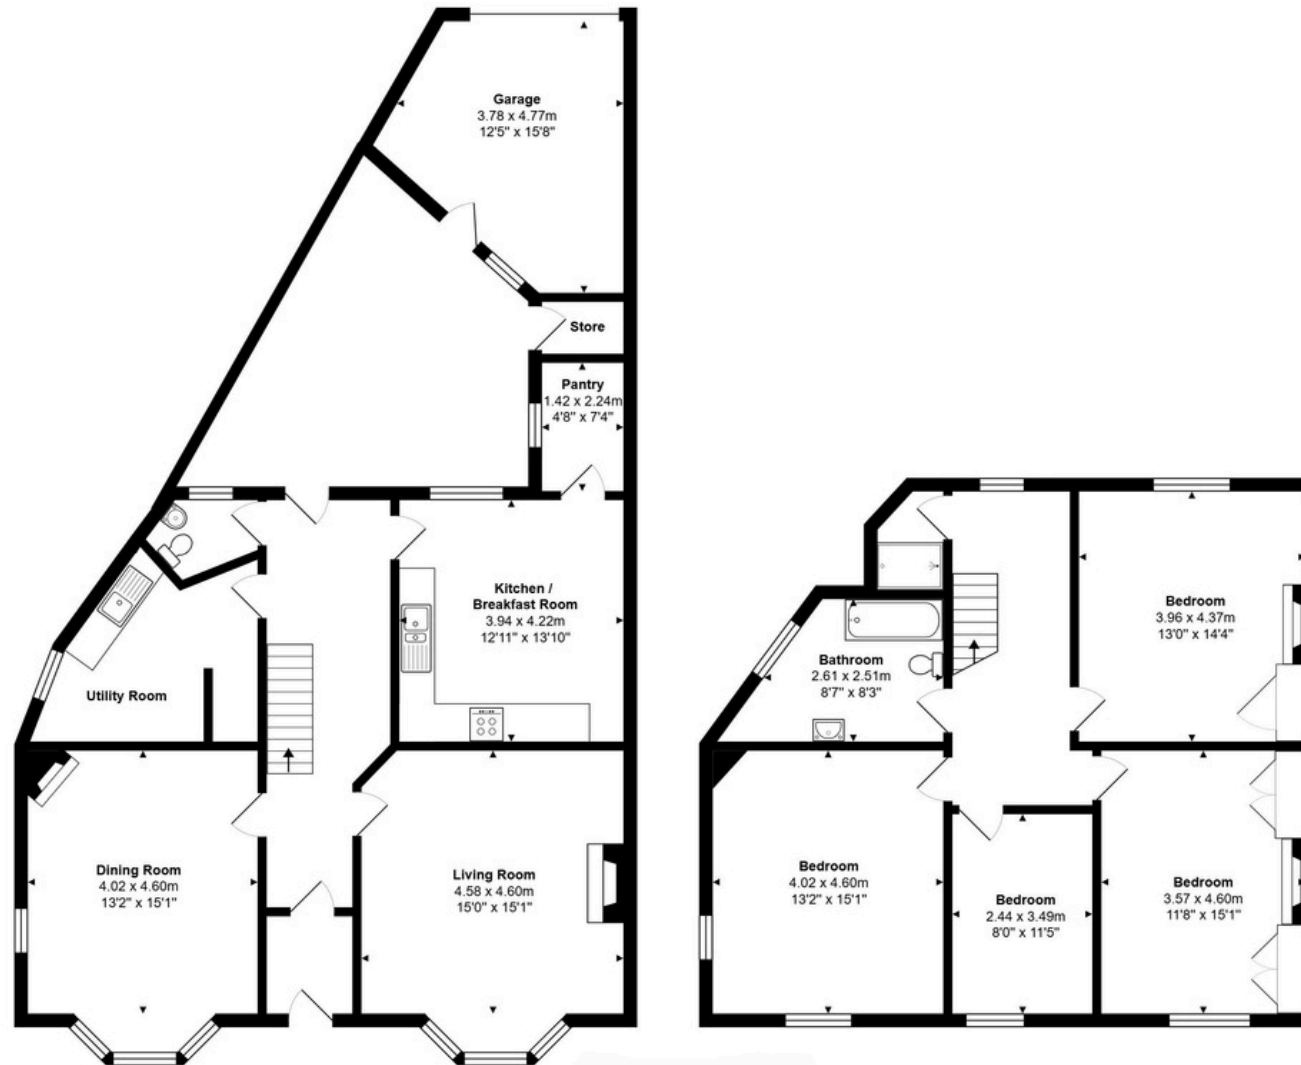 Garage
3.78 x 4.77m
12'5" x 15'8"
Store
Pantry
1.42 x 2.24m
4'8" x 7'4"
Kitchen /
Breakfast Room
3.94 x 4.22m
12'11" x 13'10"
Utility Room
Dining Room
4.02 x 4.60m
13'2" x 15'1"
Living Room
4.58 x 4.60m
15'0" x 15'1"
Bedroom
3.96 x 4.37m
13'0" x 14'4"
Bathroom
2.61 x 2.51m
8'7" x 8'3"
Bedroom
4.02 x 4.60m
13'2" x 15'1"
Bedroom
2.44 x 3.49m
8'0" x 11'5"
Bedroom
3.57 x 4.60m
11'8" x 15'1"